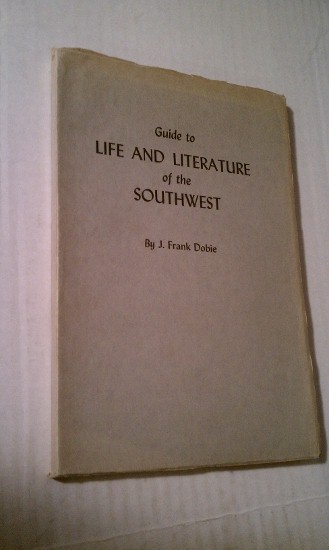 Guide to
LIFE AND LITERATURE
of the
SOUTHWEST
By J. Frank Dobie